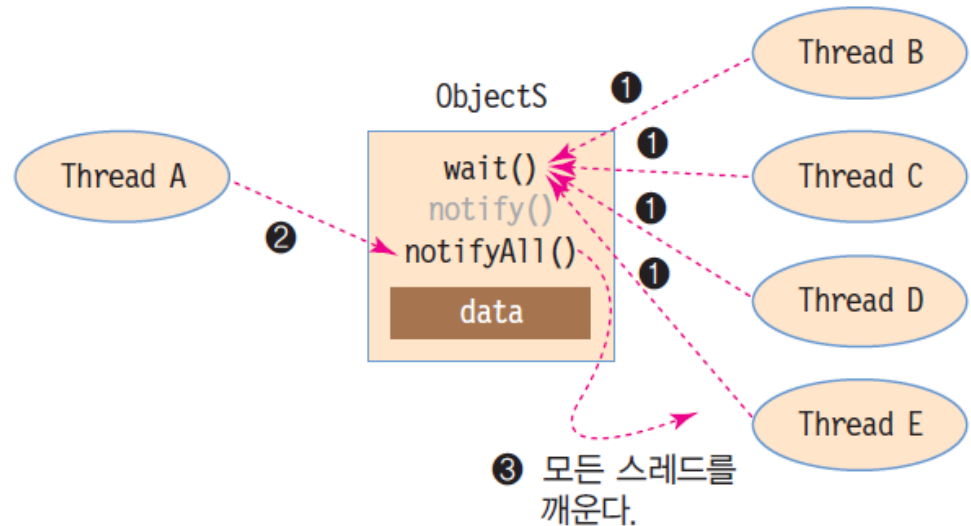 Thread B
❶
ObjectS
Thread A
wait()
❶
Thread C
notify()
❶
❷
notifyAll()
❶
Thread D
data
Thread E
❸ 모든 스레드를
깨운다.